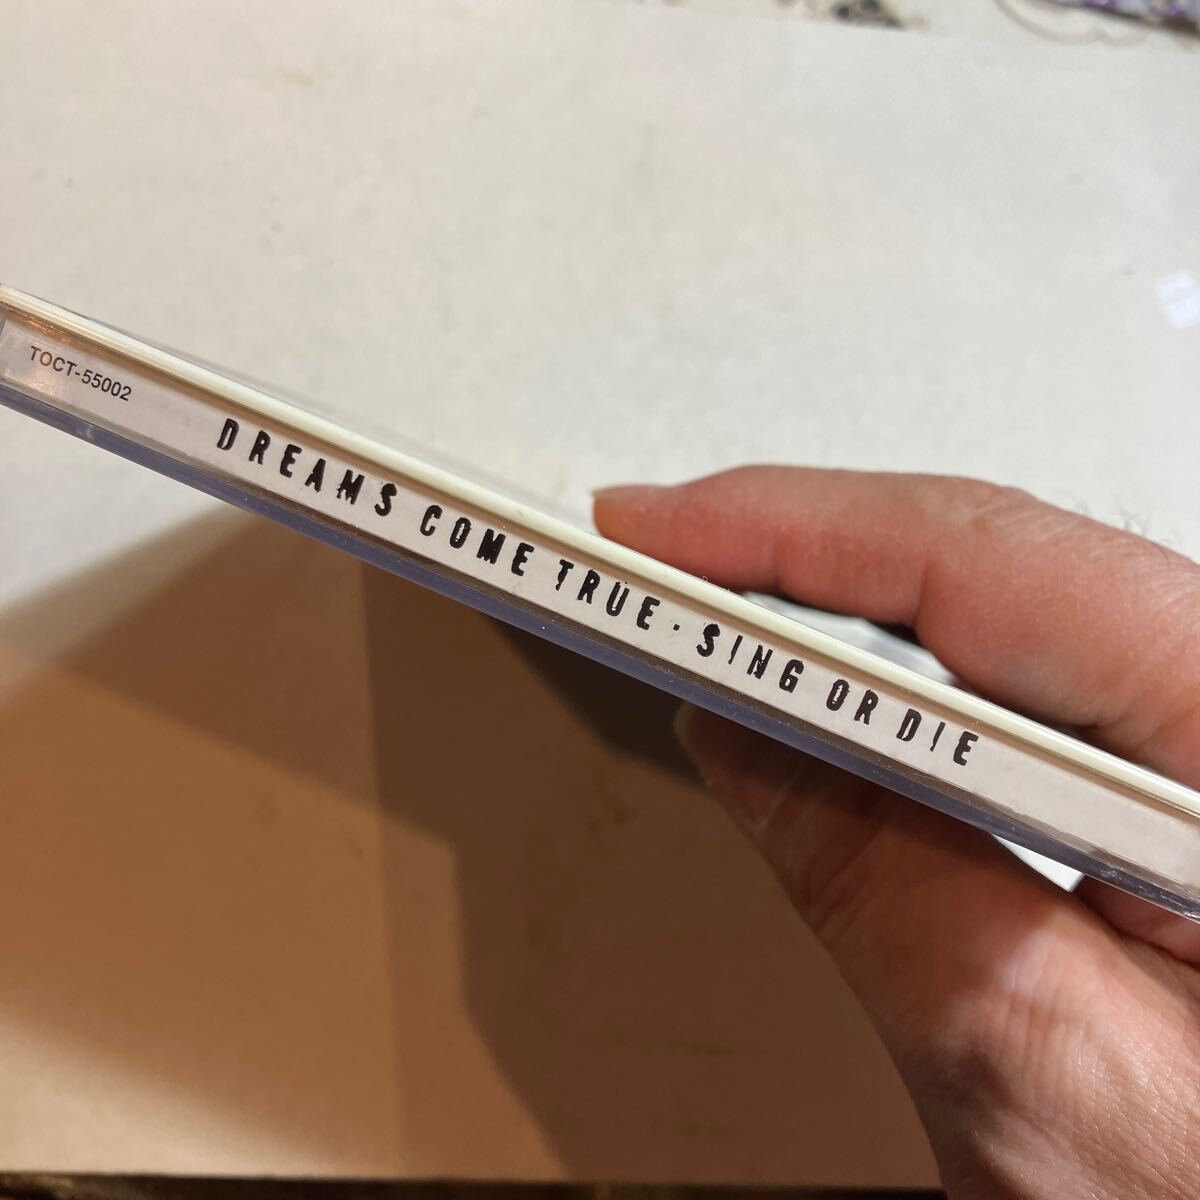 TOCT-55002
DREAMS COME TRUE · SING OR DIE